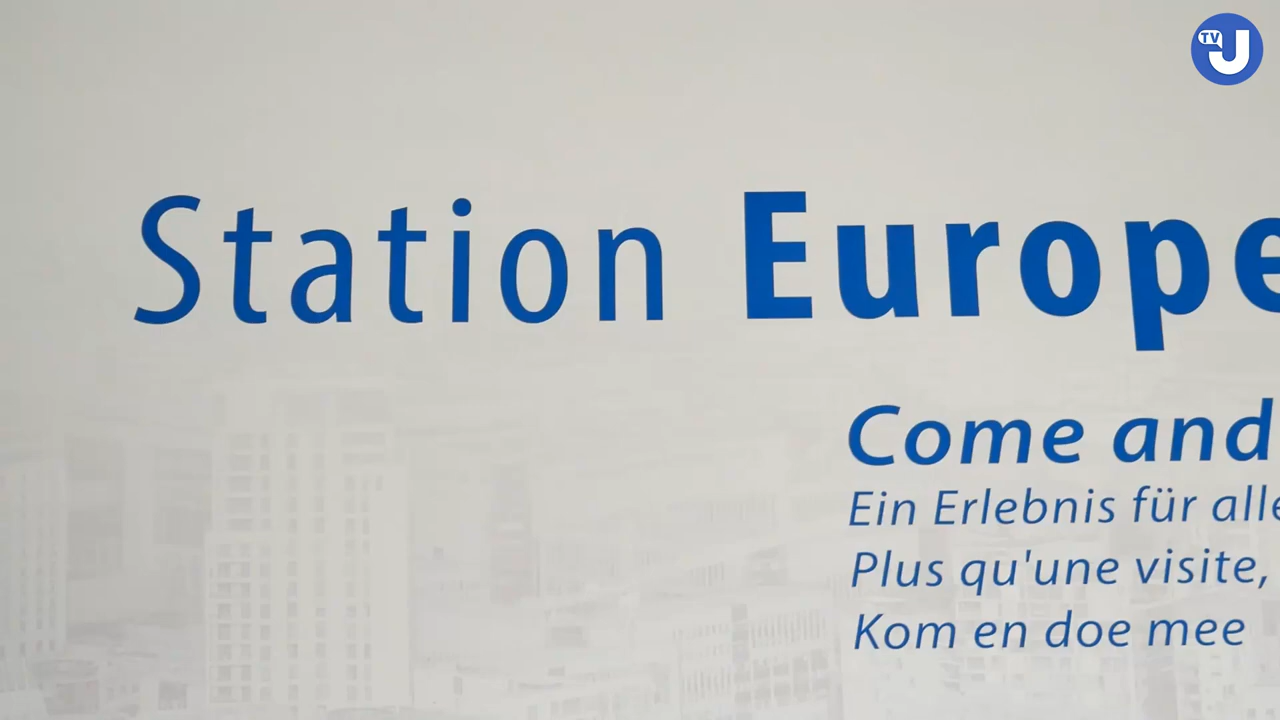 TV J
Station Europe
Come and
Ein Erlebnis für alle
Plus qu'une visite,
Kom en doe mee